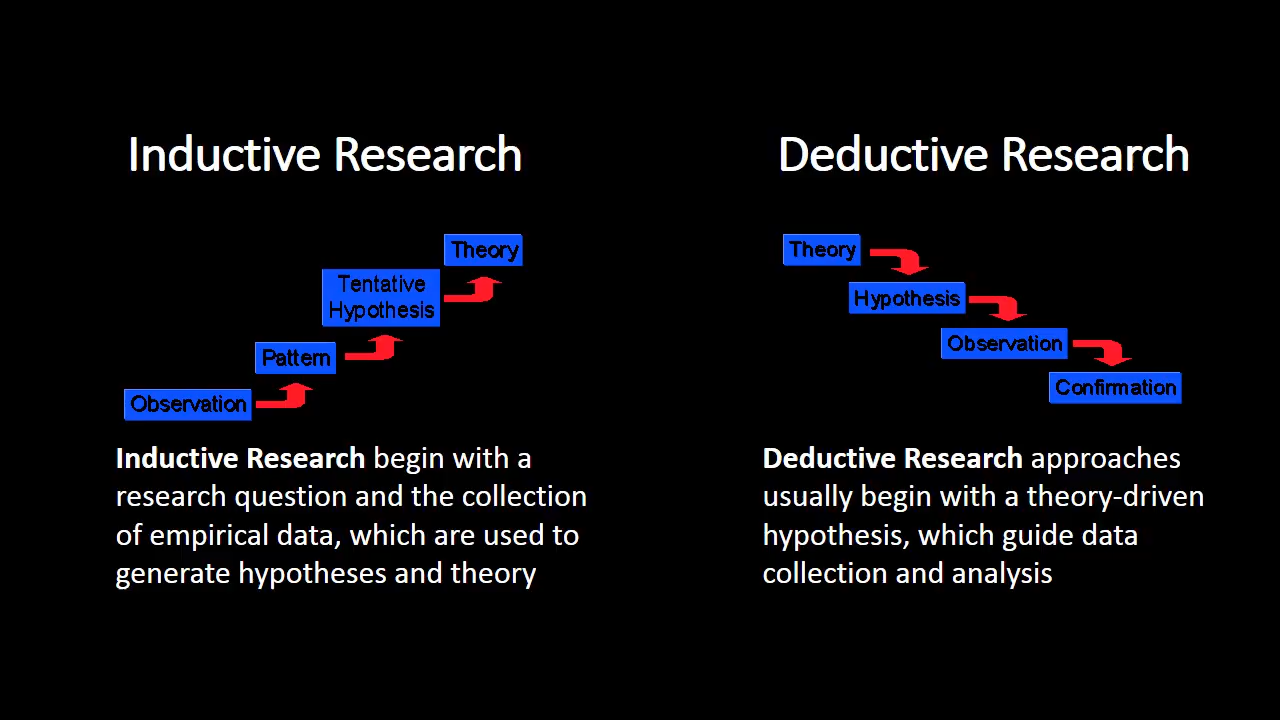 Inductive Research
Theory
Tentative
Hypothesis
Pattern
Observation
Inductive Research begin with a
research question and the collection
of empirical data, which are used to
generate hypotheses and theory
Deductive Research
Theory
Hypothesis
Observation
Confirmation
Deductive Research approaches
usually begin with a theory-driven
hypothesis, which guide data
collection and analysis